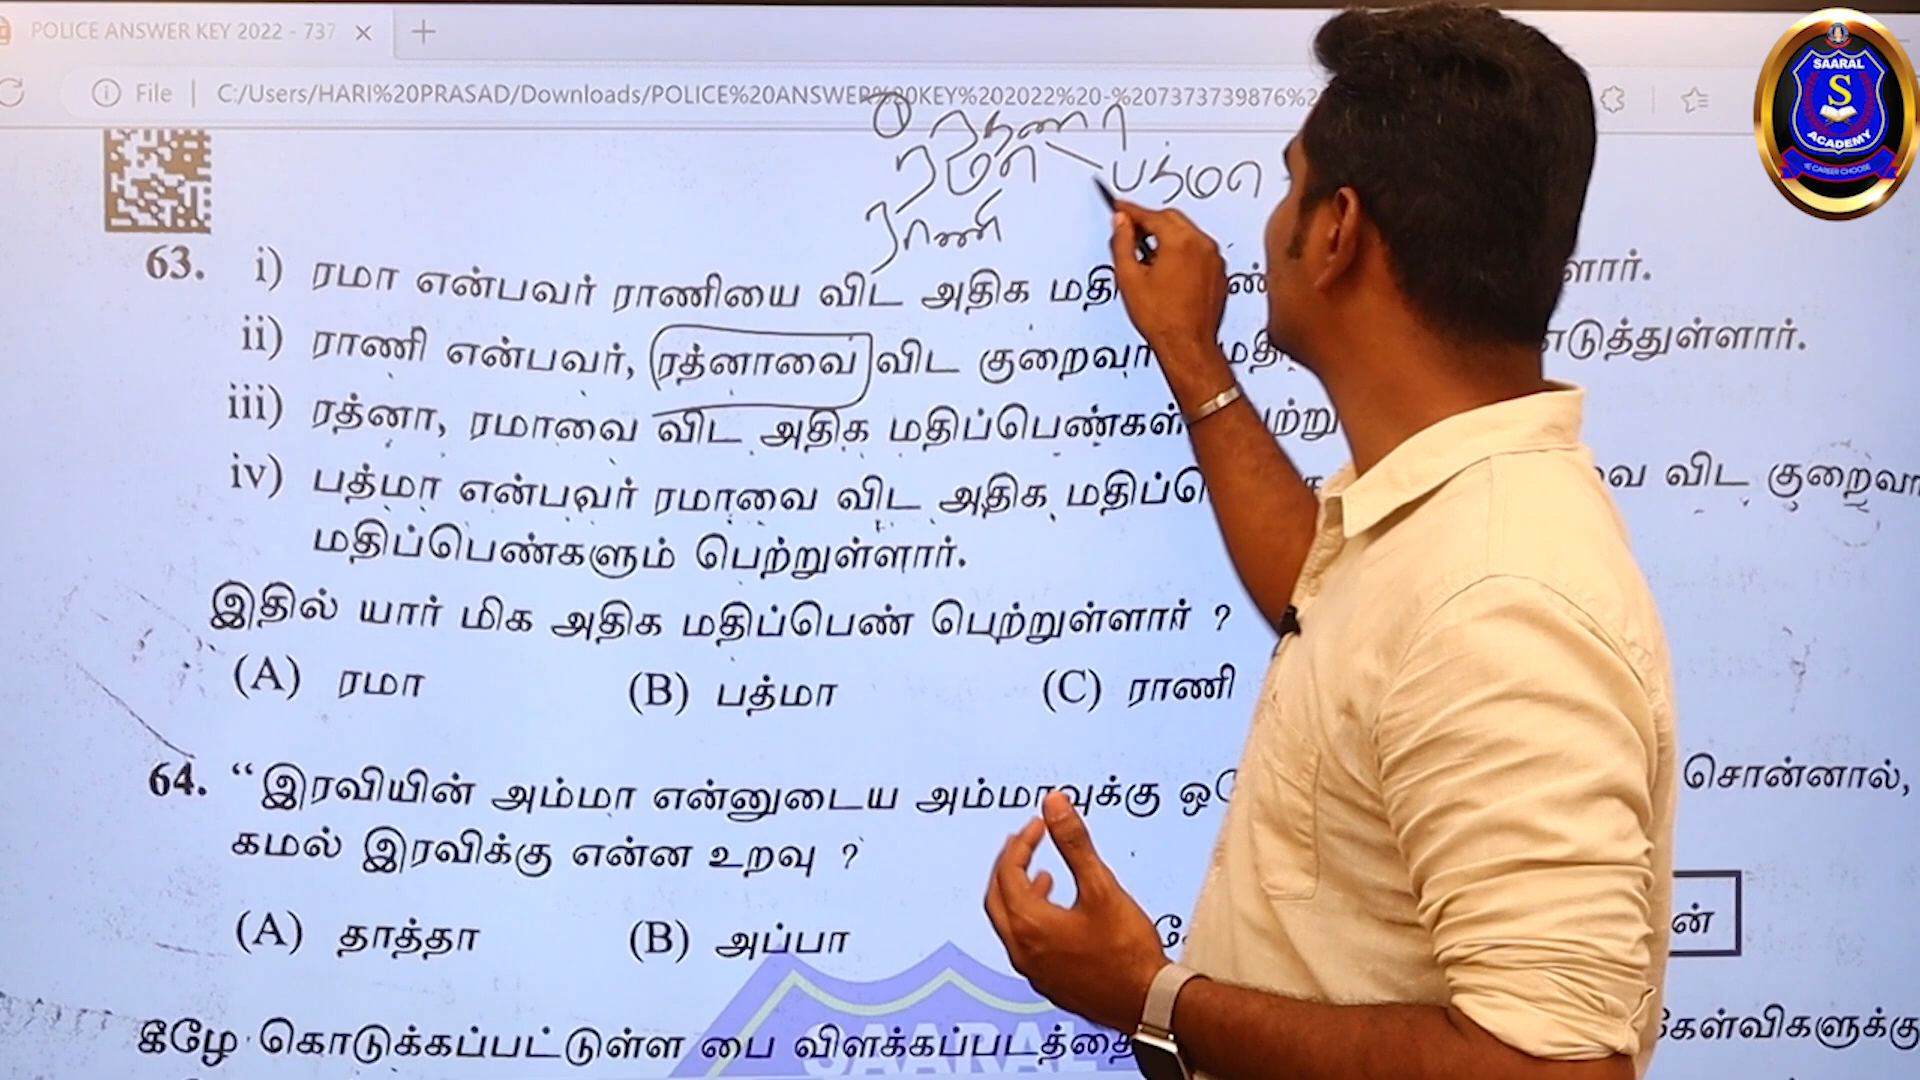 POLICE ANSWER KEY 2022 - 737
File | C:/Users/HARI%20PRASAD/Downloads/POLICE%20ANSWER%20KEY%202022%20-%207373739876%2
SAARAL
S
ACADEMY
① ரத்னா
ரமா பத்மா
ராணி
63. i) ரமா என்பவர் ராணியை விட அதிக
ii) ராணி என்பவர், ரத்னாவை விட குறைவா எடுத்துள்ளார்.
iii) ரத்னா, ரமாவை விட அதிக மதிப்பெண்கள்
iv) பத்மா என்பவர் ரமாவை விட அதிக விட
மதிப்பெண்களும் பெற்றுள்ளார்.
இதில் யார் மிக அதிக மதிப்பெண் பெற்றுள்ளார் ?
(A) ரமா (B) பத்மா (C) ராணி
64. “இரவியின் அம்மா என்னுடைய அம்மாவுக்கு சொன்னால்,
கமல் இரவிக்கு என்ன உறவு ?
(A) தாத்தா (B) அப்பா
கீழே கொடுக்கப்பட்டுள்ள பை விளக்கப்படத்தை கேள்விகளுக்கு
SAARAL